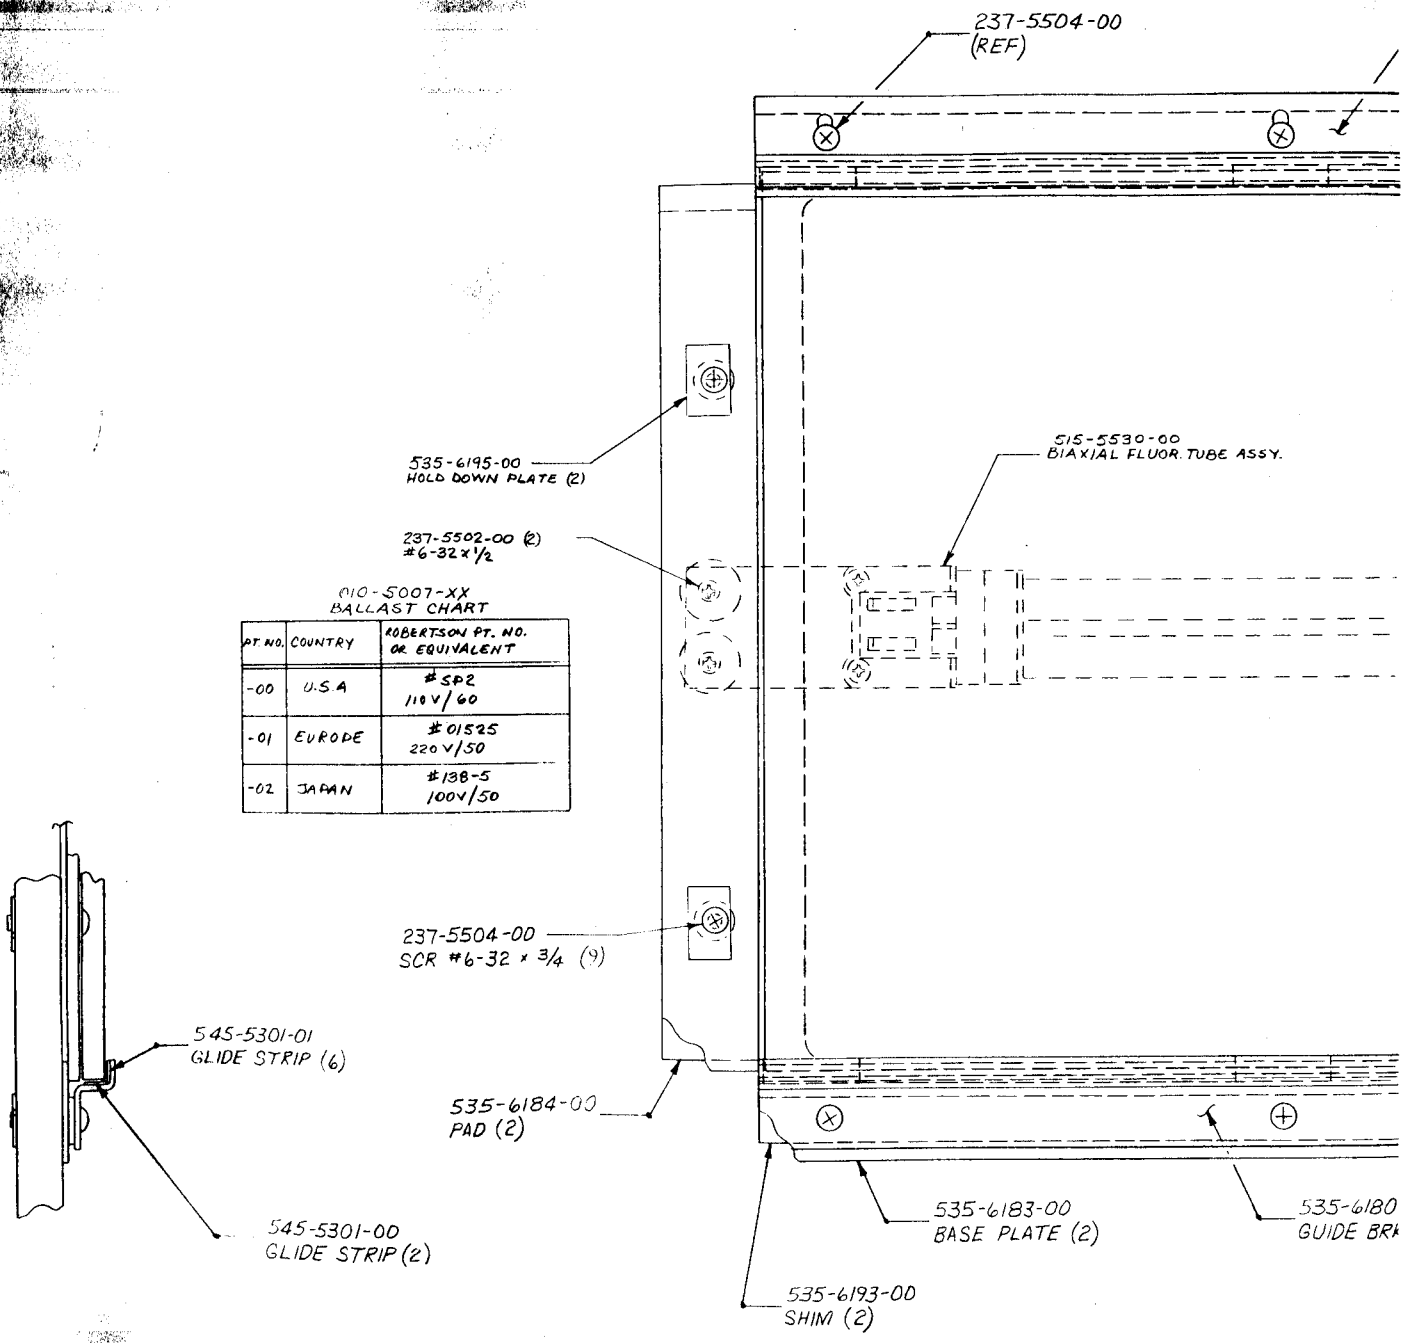 237-5504-00
(REF)
535-6195-00
HOLD DOWN PLATE (2)
515-5530-00
BIAXIAL FLUOR. TUBE ASSY.
237-5502-00 (2)
#6-32 x 1/2
010-5007-XX
BALLAST CHART
PT. NO. COUNTRY ROBERTSON PT. NO.
OR EQUIVALENT
-00 U.S.A #SP2
110V/60
-01 EUROPE #01525
220V/50
-02 JAPAN #138-5
100V/50
237-5504-00
SCR #6-32 x 3/4 (9)
545-5301-01
GLIDE STRIP (6)
535-6184-00
PAD (2)
545-5301-00
GLIDE STRIP (2)
535-6183-00
BASE PLATE (2)
535-6180
GUIDE BRK
535-6193-00
SHIM (2)